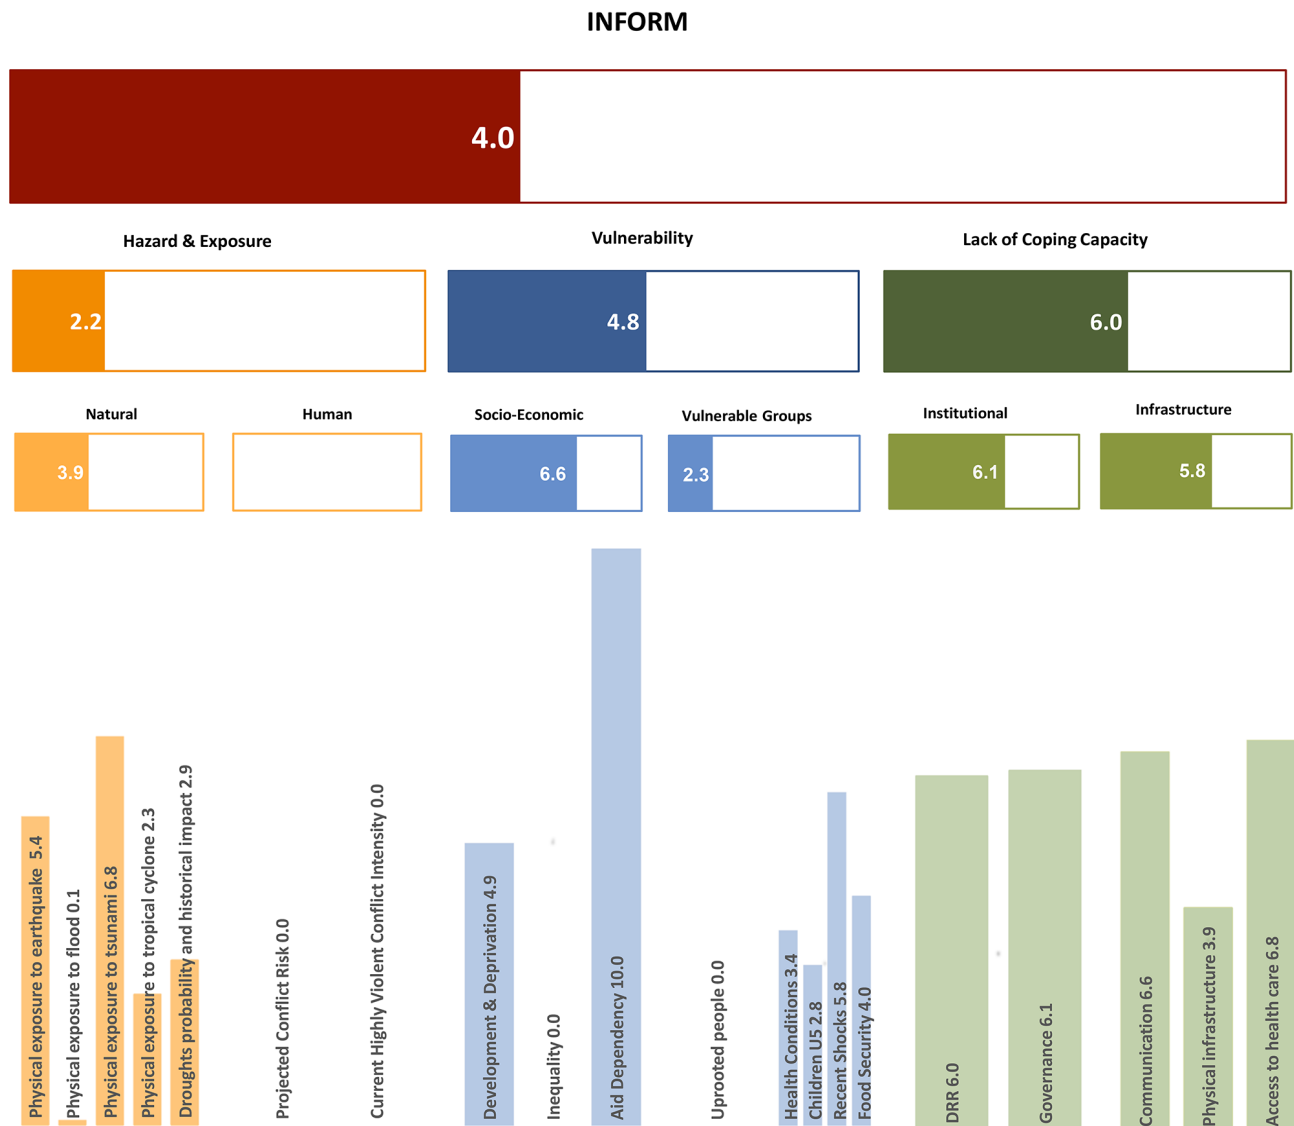 INFORM
4.0
Hazard & Exposure
Vulnerability
Lack of Coping Capacity
2.2
4.8
6.0
Natural
Human
Socio-Economic
Vulnerable Groups
Institutional
Infrastructure
3.9
6.6
2.3
6.1
5.8
Physical exposure to earthquake 5.4
Physical exposure to flood 0.1
Physical exposure to tsunami 6.8
Physical exposure to tropical cyclone 2.3
Droughts probability and historical impact 2.9
Projected Conflict Risk 0.0
Current Highly Violent Conflict Intensity 0.0
Development & Deprivation 4.9
Inequality 0.0
Aid Dependency 10.0
Uprooted people 0.0
Health Conditions 3.4
Children U5 2.8
Recent Shocks 5.8
Food Security 4.0
DRR 6.0
Governance 6.1
Communication 6.6
Physical infrastructure 3.9
Access to health care 6.8